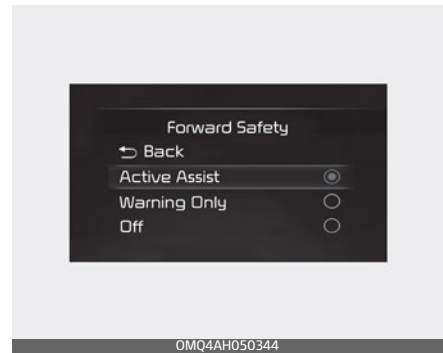 Forward Safety
Back
Active Assist
Warning Only
Off
OMQ4AH050344